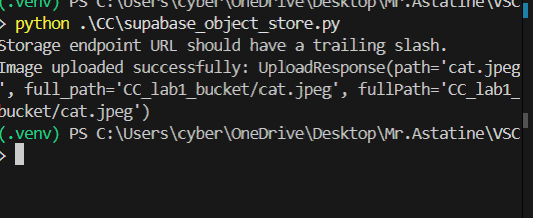 (.venv) PS C:\Users\cyber\OneDrive\Desktop\Mr.Astatine\VSC
> python .\CC\supabase_object_store.py
Storage endpoint URL should have a trailing slash.
Image uploaded successfully: UploadResponse(path='cat.jpeg
', full_path='CC_lab1_bucket/cat.jpeg', fullPath='CC_lab1_
bucket/cat.jpeg')
(.venv) PS C:\Users\cyber\OneDrive\Desktop\Mr.Astatine\VSC
>